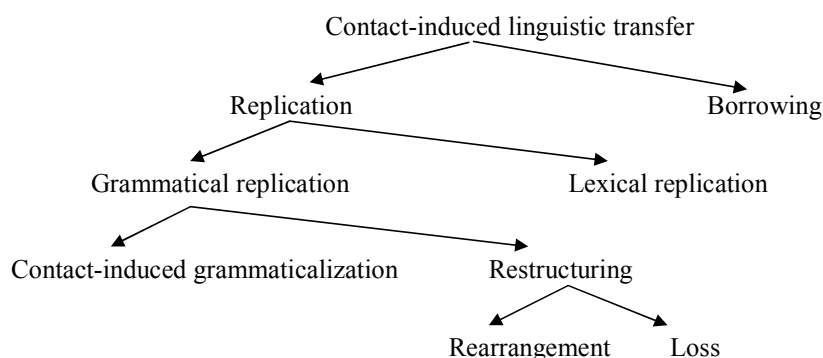 Contact-induced linguistic transfer
Replication Borrowing
Grammatical replication Lexical replication
Contact-induced grammaticalization Restructuring
Rearrangement Loss